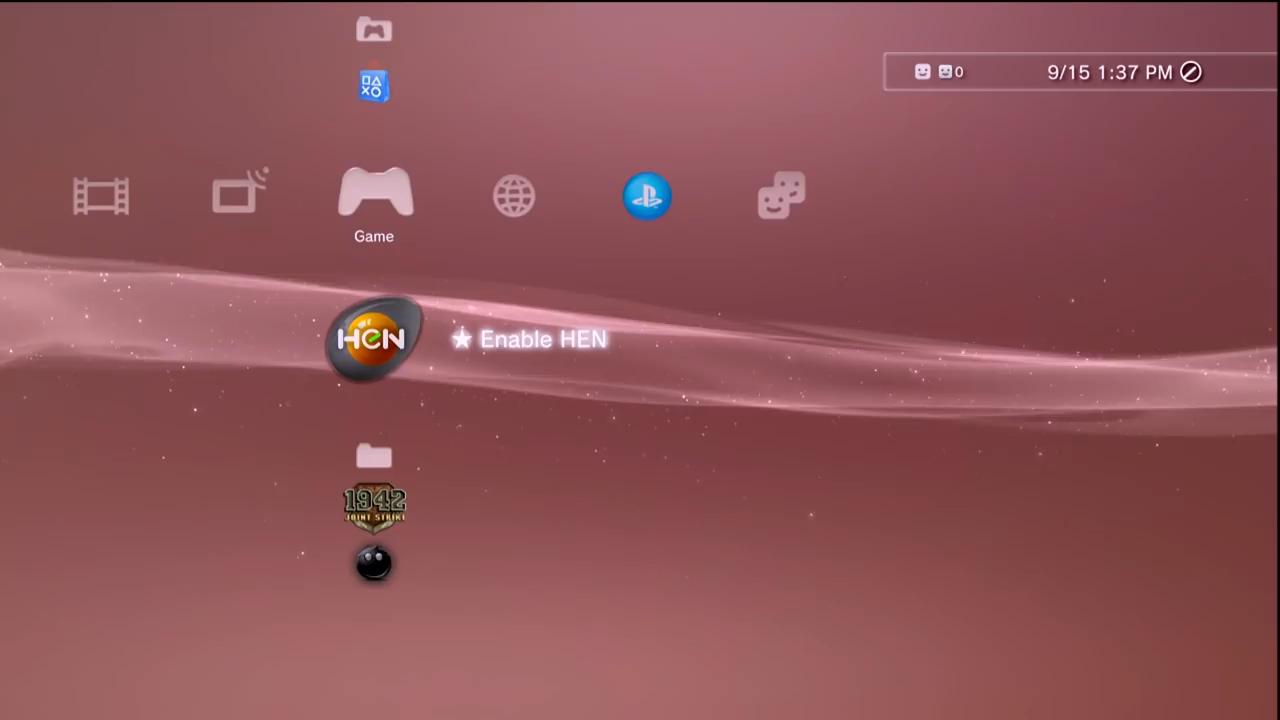 0
9/15 1:37 PM
Game
HEN
★ Enable HEN
1942
JOINT STRIKE